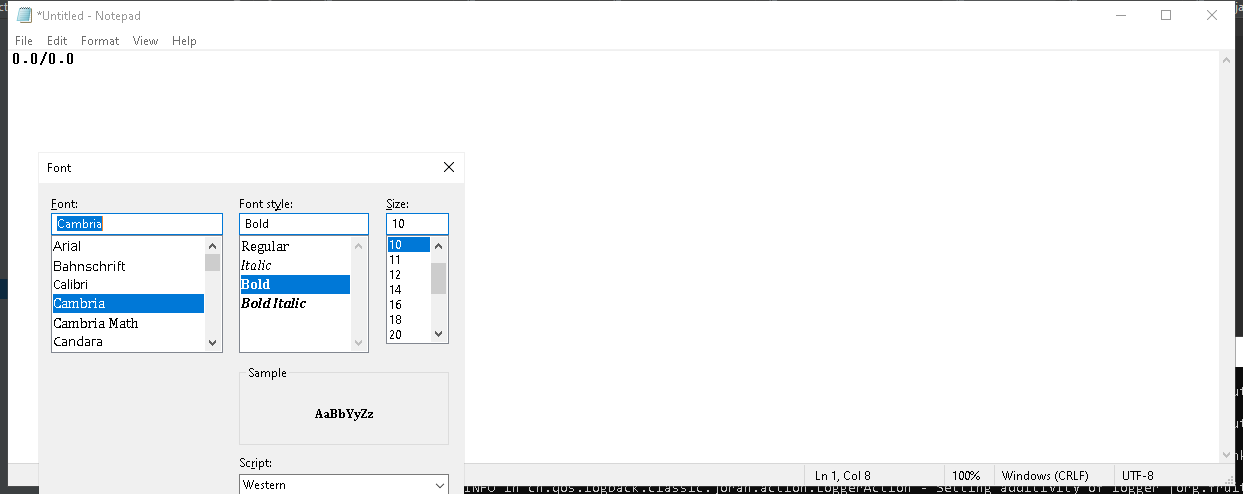 *Untitled - Notepad
File Edit Format View Help
0.0/0.0
Font
Font: Font style: Size:
Cambria Bold 10
Arial Regular 10
Bahnschrift Italic 11
Calibri Bold 12
Cambria Bold Italic 14
Cambria Math 16
Candara 18
20
Sample
AaBbYyZz
Script:
Western
Ln 1, Col 8 100% Windows (CRLF) UTF-8
INFO in ch.qos.logback.classic.joran.action.LoggerAction - Setting additivity of logger